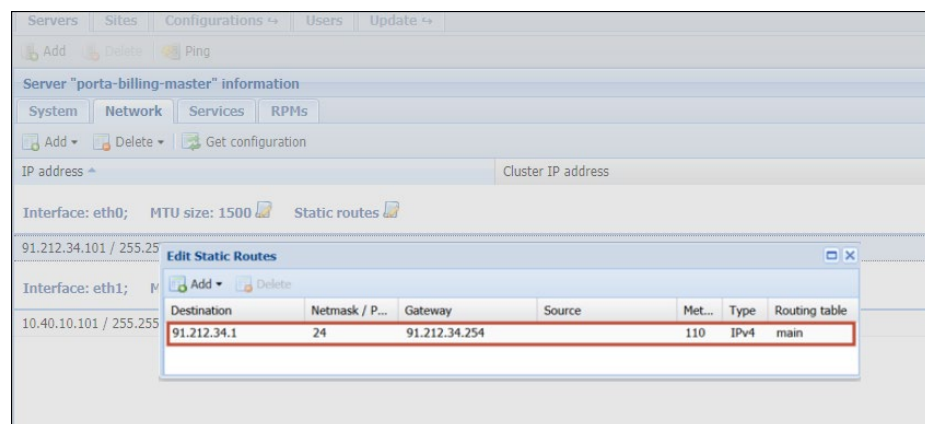 Servers Sites Configurations ↪ Users Update ↪
Add Delete Ping
Server "porta-billing-master" information
System Network Services RPMs
Add Delete Get configuration
IP address Cluster IP address
Interface: eth0; MTU size: 1500 Static routes
91.212.34.101 / 255.25
Edit Static Routes
Add Delete
Interface: eth1; M
Destination Netmask / P... Gateway Source Met... Type Routing table
10.40.10.101 / 255.255
91.212.34.1 24 91.212.34.254 110 IPv4 main